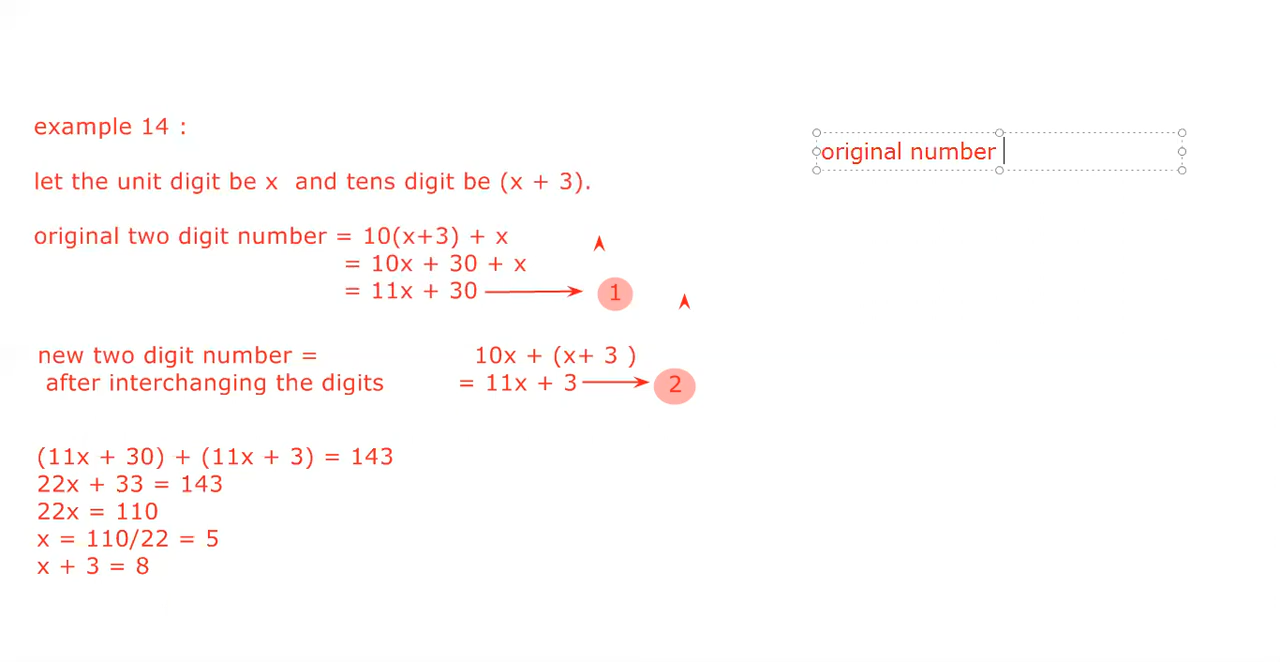 example 14 :
let the unit digit be x and tens digit be (x + 3).
original two digit number = 10(x+3) + x
= 10x + 30 + x
= 11x + 30
1
new two digit number = 10x + (x+ 3 )
after interchanging the digits = 11x + 3
2
(11x + 30) + (11x + 3) = 143
22x + 33 = 143
22x = 110
x = 110/22 = 5
x + 3 = 8
original number